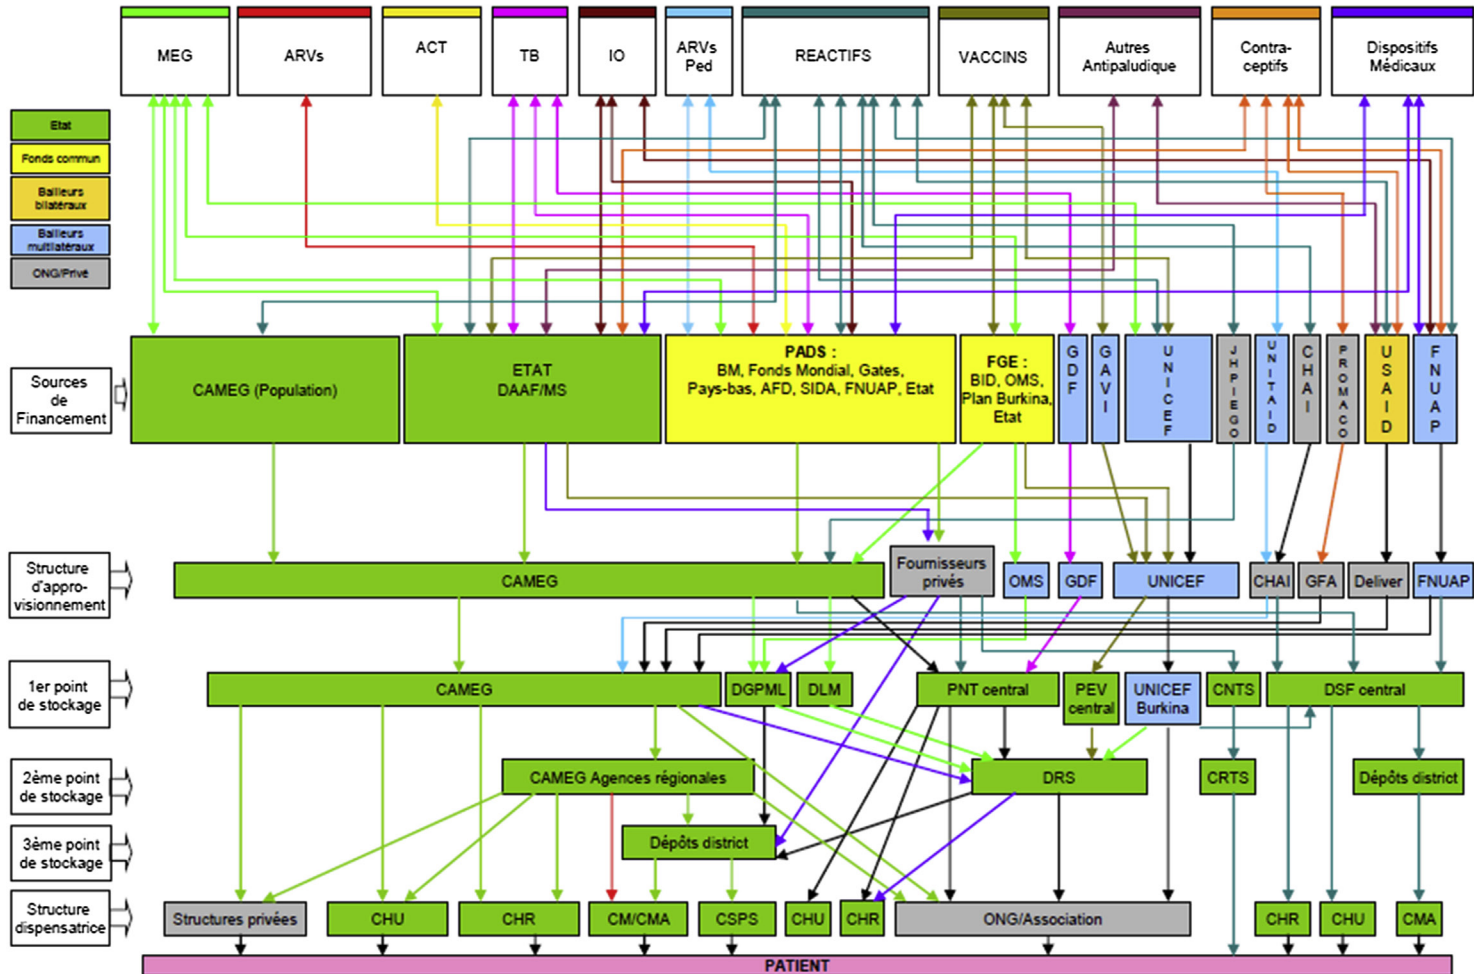 MEG
ARVs
ACT
TB
IO
ARVs
Ped
REACTIFS
VACCINS
Autres
Antipaludique
Contra-
ceptifs
Dispositifs
Médicaux
Etat
Fonds commun
Bailleurs
bilatéraux
Bailleurs
multilatéraux
ONG/Privé
Sources
de
Financement
CAMEG (Population)
ETAT
DAAF/MS
PADS :
BM, Fonds Mondial, Gates,
Pays-bas, AFD, SIDA, FNUAP, Etat
FGE :
BID, OMS,
Plan Burkina,
Etat
GDF
GAVI
UNICEF
JHPIEGO
UNITAID
CHAI
PROMACO
USAID
FNUAP
Structure
d'appro-
visionnement
CAMEG
Fournisseurs
privés
OMS
GDF
UNICEF
CHAI
GFA
Deliver
FNUAP
1er point
de stockage
CAMEG
DGPML
DLM
PNT central
PEV
central
UNICEF
Burkina
CNTS
DSF central
2ème point
de stockage
CAMEG Agences régionales
DRS
CRTS
Dépôts district
3ème point
de stockage
Dépôts district
Structure
dispensatrice
Structures privées
CHU
CHR
CM/CMA
CSPS
CHU
CHR
ONG/Association
CHR
CHU
CMA
PATIENT